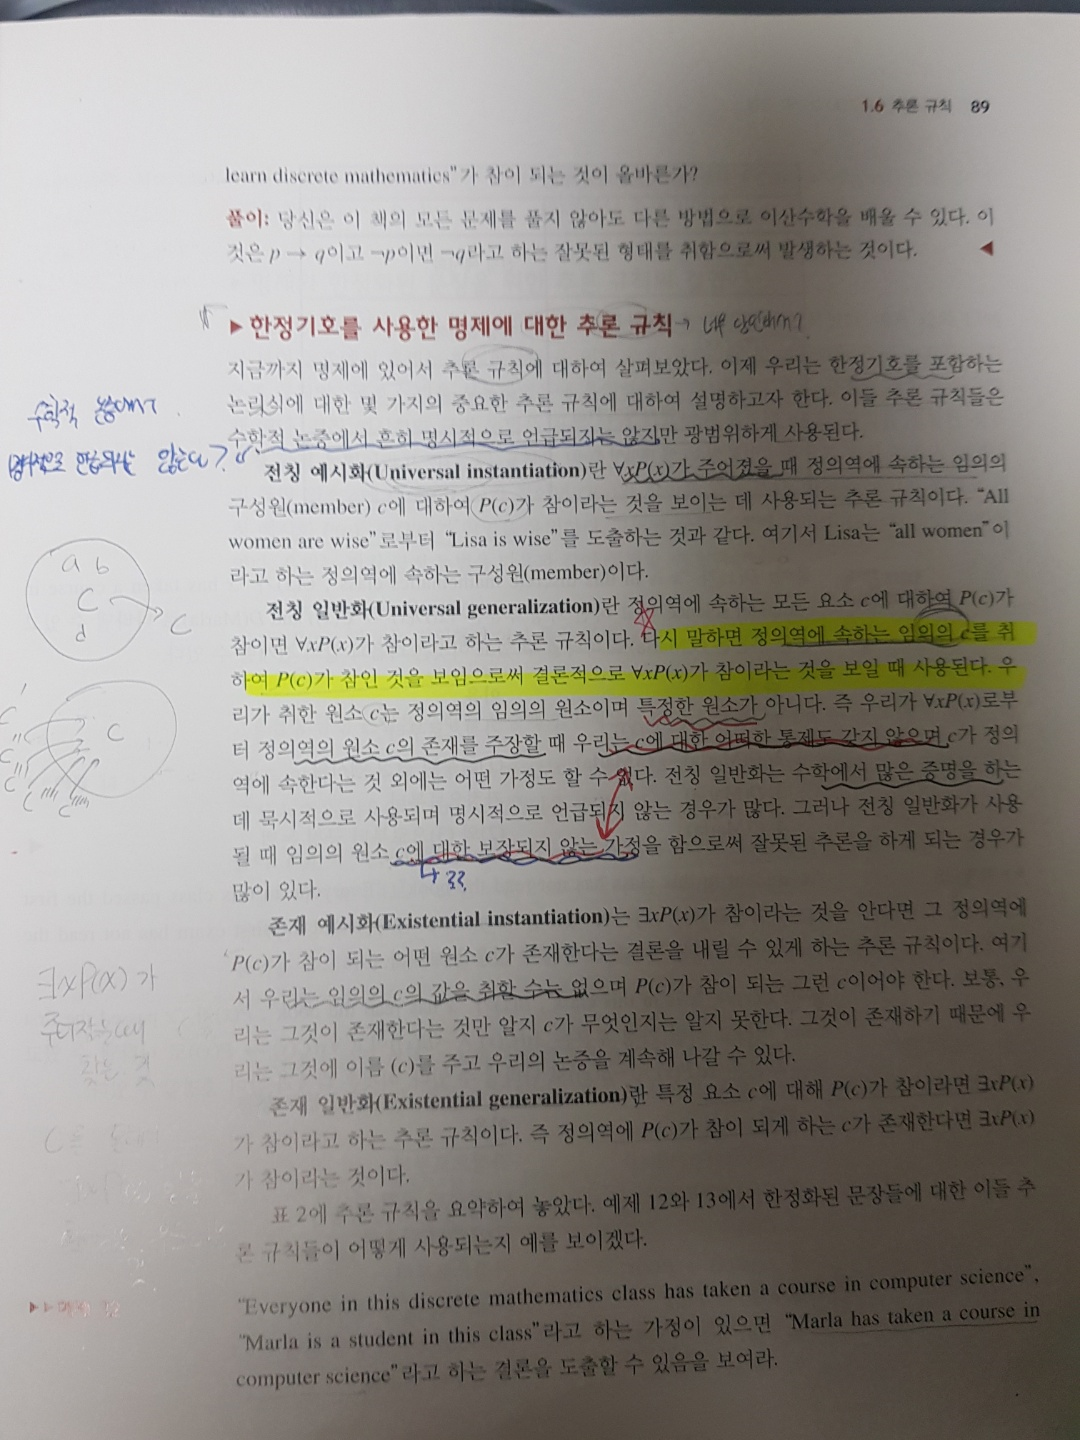 1.6 추론 규칙 89
learn discrete mathematics”가 참이 되는 것이 올바른가?
풀이: 당신은 이 책의 모든 문제를 풀지 않아도 다른 방법으로 이산수학을 배울 수 있다. 이
것은 p → q이고 ¬p이면 ¬q라고 하는 잘못된 형태를 취함으로써 발생하는 것이다. ◀
▶ 한정기호를 사용한 명제에 대한 추론 규칙
지금까지 명제에 있어서 추론 규칙에 대하여 살펴보았다. 이제 우리는 한정기호를 포함하는
논리식에 대한 몇 가지의 중요한 추론 규칙에 대하여 설명하고자 한다. 이들 추론 규칙들은
수학적 논증에서
수학적 논증에서 흔히 명시적으로 언급되지는 않지만 광범위하게 사용된다.
명시적으로 언급되지는 않는다?
전칭 예시화(Universal instantiation)란 ∀xP(x)가 주어졌을 때 정의역에 속하는 임의의
구성원(member) c에 대하여 P(c)가 참이라는 것을 보이는 데 사용되는 추론 규칙이다. “All
women are wise”로부터 “Lisa is wise”를 도출하는 것과 같다. 여기서 Lisa는 “all women”이
라고 하는 정의역에 속하는 구성원(member)이다.
a b
c
d
C
전칭 일반화(Universal generalization)란 정의역에 속하는 모든 요소 c에 대하여 P(c)가
참이면 ∀xP(x)가 참이라고 하는 추론 규칙이다. 다시 말하면 정의역에 속하는 임의의 c를 취
하여 P(c)가 참인 것을 보임으로써 결론적으로 ∀xP(x)가 참이라는 것을 보일 때 사용된다. 우
리가 취한 원소 c는 정의역의 임의의 원소이며 특정한 원소가 아니다. 즉 우리가 ∀xP(x)로부
터 정의역의 원소 c의 존재를 주장할 때 우리는 c에 대한 어떠한 통제도 갖지 않으며 c가 정의
역에 속한다는 것 외에는 어떤 가정도 할 수 없다. 전칭 일반화는 수학에서 많은 증명을 하는
데 묵시적으로 사용되며 명시적으로 언급되지 않는 경우가 많다. 그러나 전칭 일반화가 사용
될 때 임의의 원소 c에 대한 보장되지 않는 가정을 함으로써 잘못된 추론을 하게 되는 경우가
많이 있다.
C
존재 예시화(Existential instantiation)는 ∃xP(x)가 참이라는 것을 안다면 그 정의역에
P(c)가 참이 되는 어떤 원소 c가 존재한다는 결론을 내릴 수 있게 하는 추론 규칙이다. 여기
서 우리는 임의의 c의 값을 취할 수는 없으며 P(c)가 참이 되는 그런 c이어야 한다. 보통, 우
리는 그것이 존재한다는 것만 알지 c가 무엇인지는 알지 못한다. 그것이 존재하기 때문에 우
리는 그것에 이름 (c)를 주고 우리의 논증을 계속해 나갈 수 있다.
∃xP(x)가
주어졌을때
찾는 것
존재 일반화(Existential generalization)란 특정 요소 c에 대해 P(c)가 참이라면 ∃xP(x)
가 참이라고 하는 추론 규칙이다. 즉 정의역에 P(c)가 참이 되게 하는 c가 존재한다면 ∃xP(x)
가 참이라는 것이다.
표 2에 추론 규칙을 요약하여 놓았다. 예제 12와 13에서 한정화된 문장들에 대한 이들 추
론 규칙들이 어떻게 사용되는지 예를 보이겠다.
▶▶예제 12
“Everyone in this discrete mathematics class has taken a course in computer science”,
“Marla is a student in this class”라고 하는 가정이 있으면 “Marla has taken a course in
computer science”라고 하는 결론을 도출할 수 있음을 보여라.